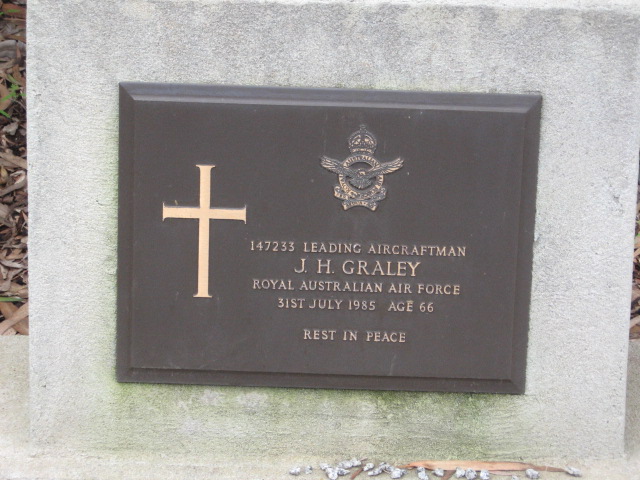 147233 LEADING AIRCRAFTMAN
J. H. GRALEY
ROYAL AUSTRALIAN AIR FORCE
31ST JULY 1985 AGE 66
REST IN PEACE